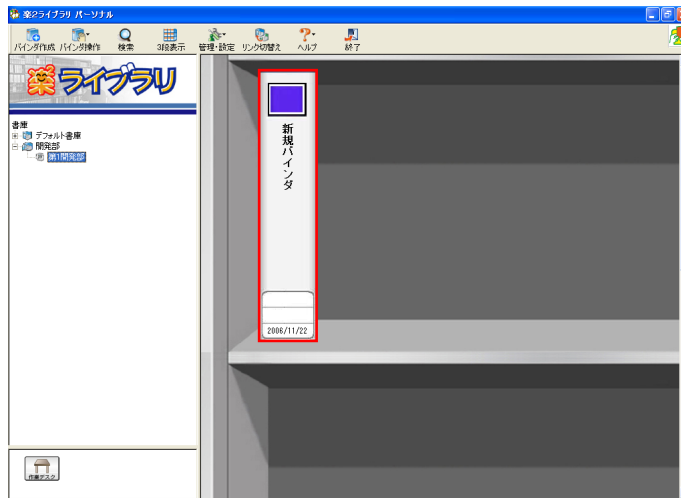 楽2ライブラリ パーソナル
バインダ作成 バインダ操作 検索 3段表示 管理・設定 リンク切替え ヘルプ 終了
楽ライブラリ
書庫
デフォルト書庫
開発部
第1開発部
新規バインダ
2006/11/22
作業デスク